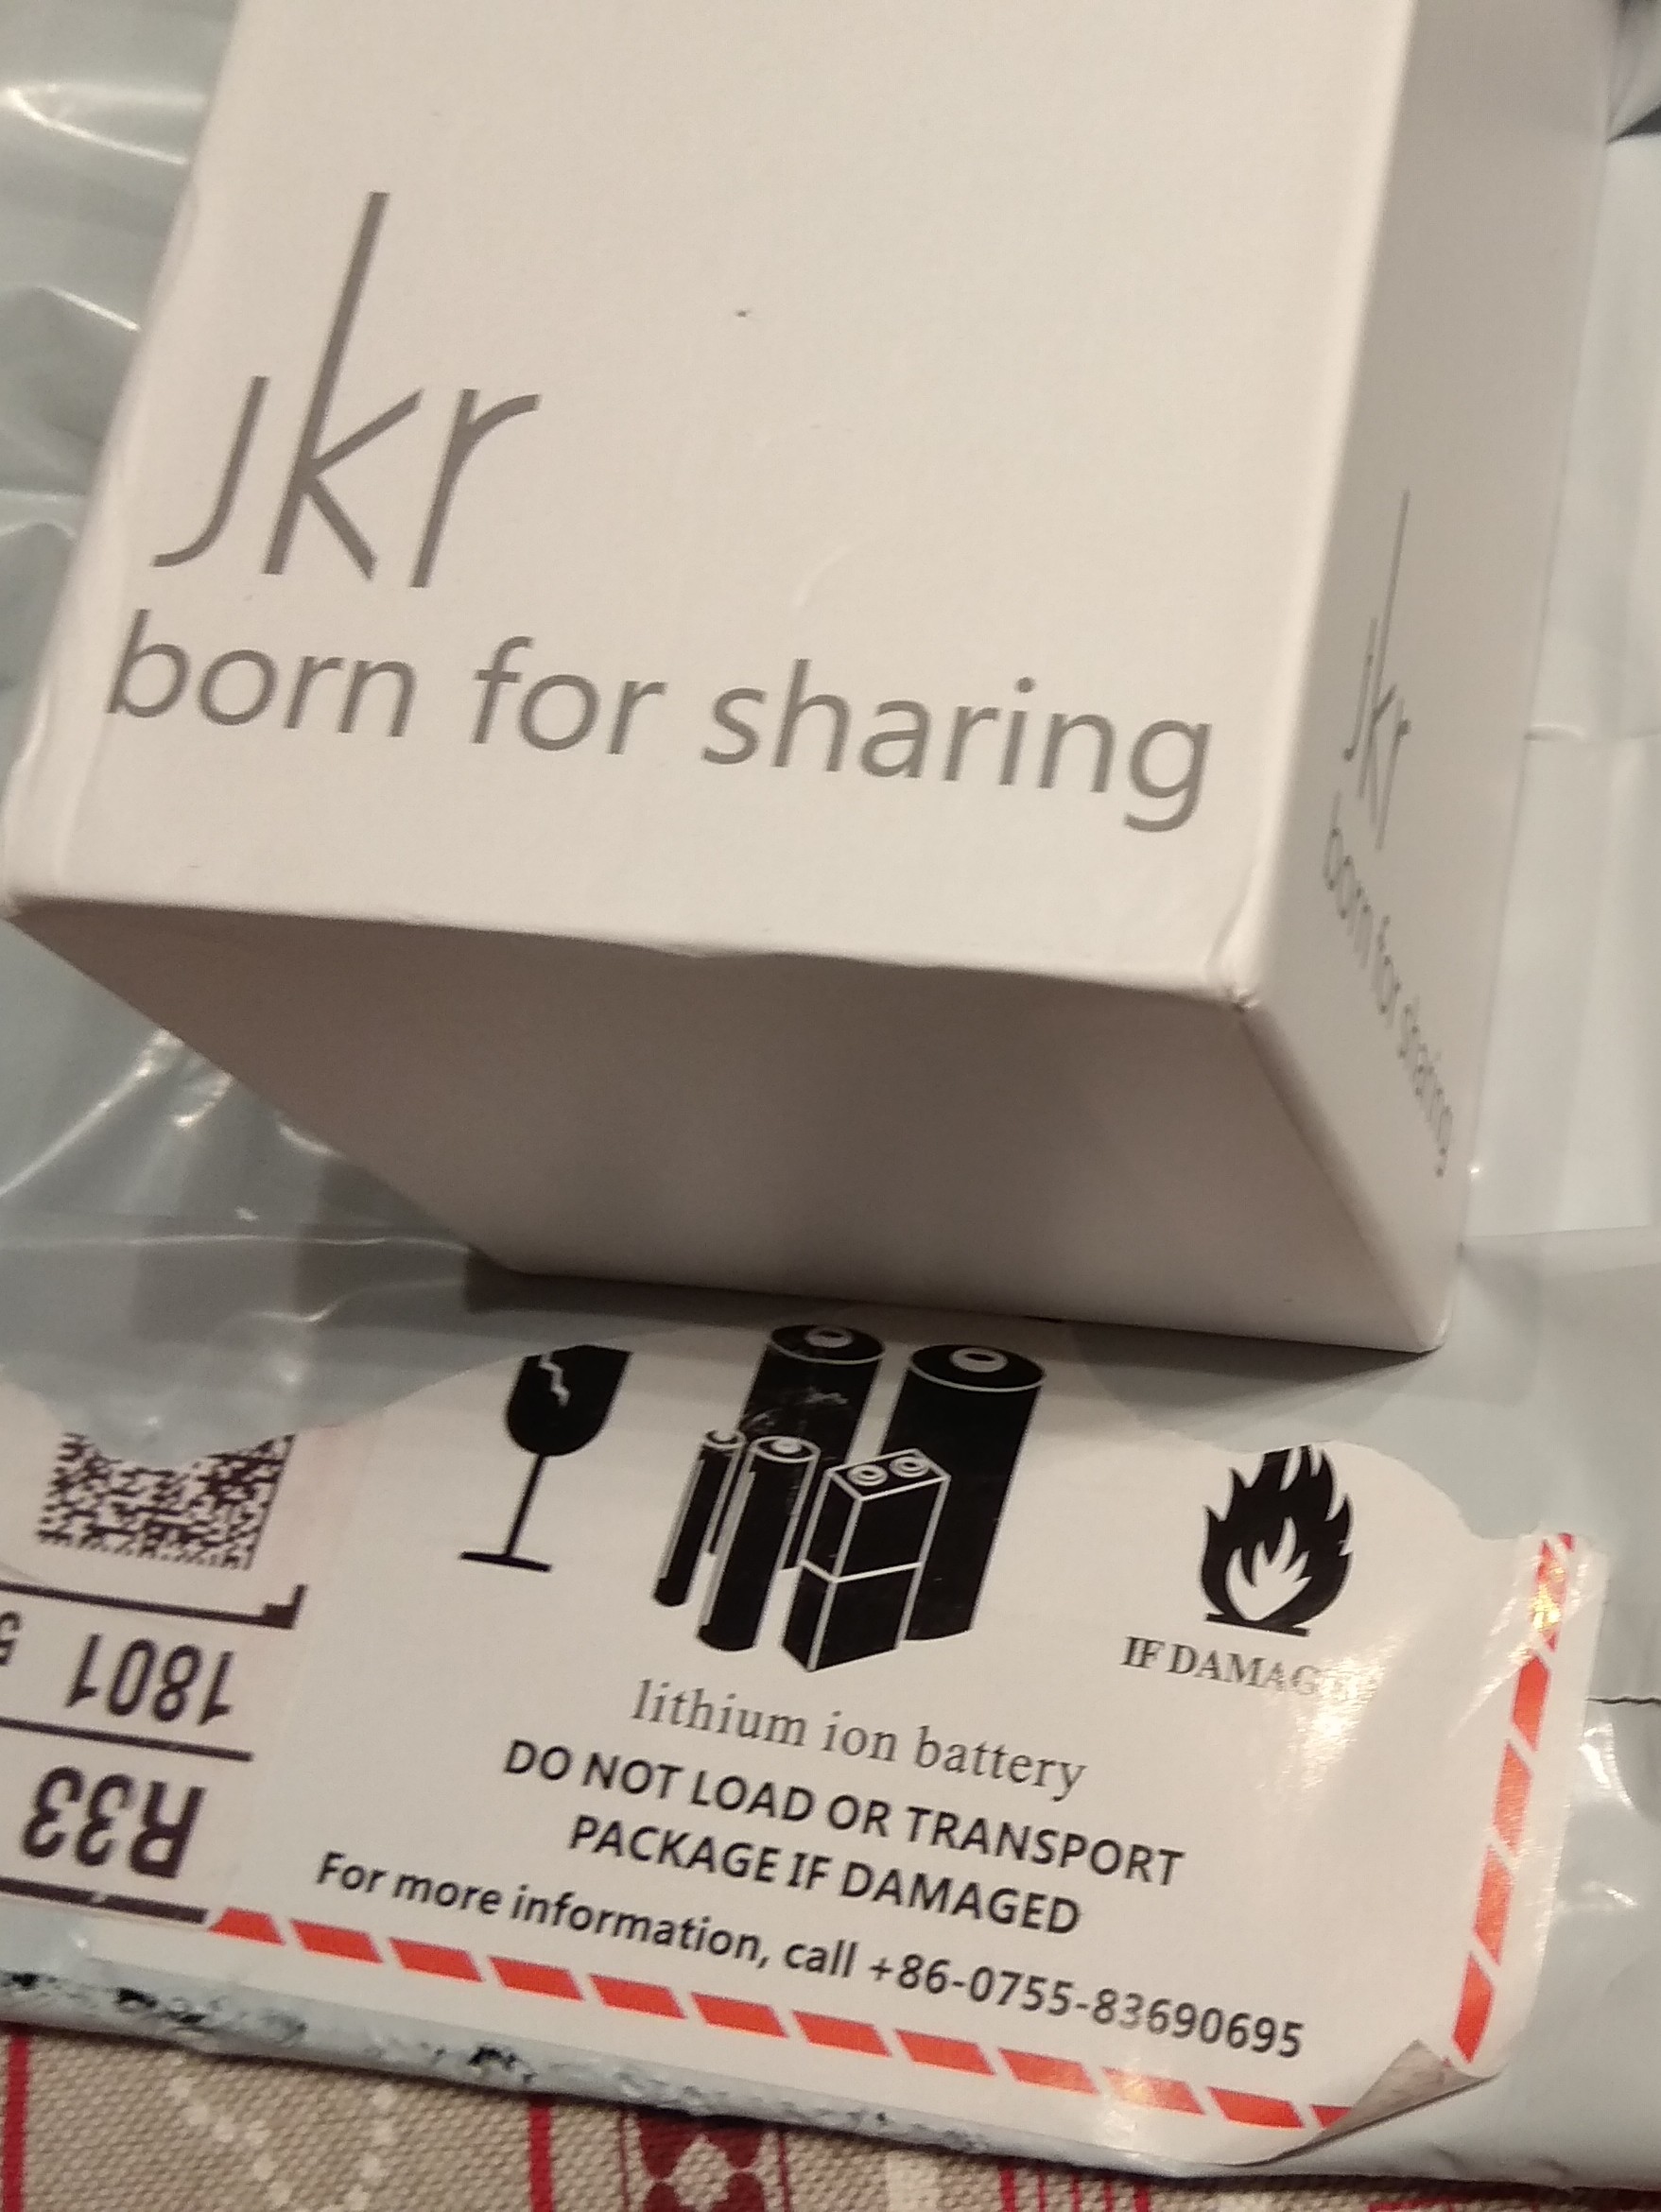 jkr
born for sharing
jkr
born for sharing
IF DAMAG
lithium ion battery
DO NOT LOAD OR TRANSPORT
PACKAGE IF DAMAGED
For more information, call +86-0755-83690695
1801
R33